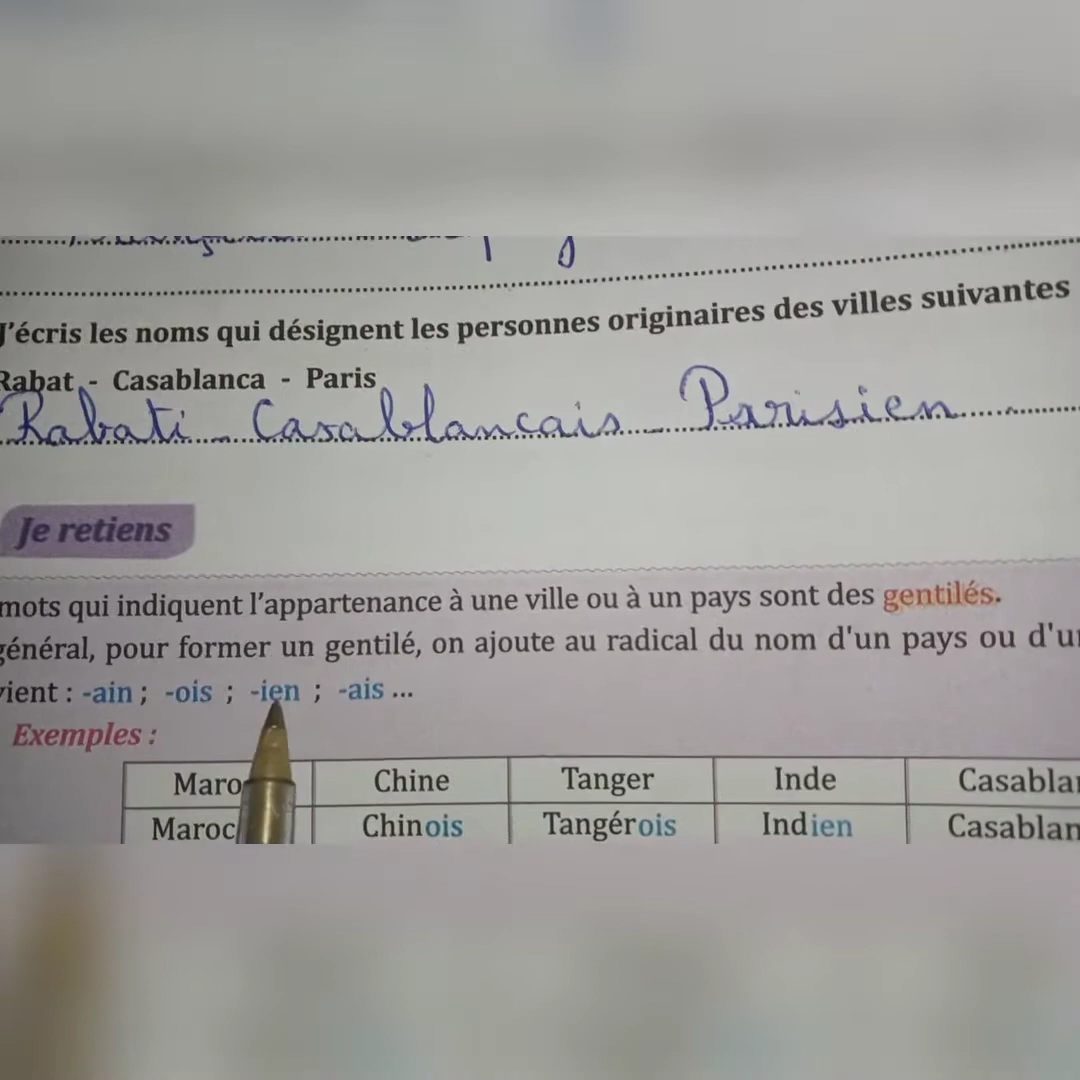 J'écris les noms qui désignent les personnes originaires des villes suivantes
Rabat - Casablanca - Paris
Rabati - Casablancais - Parisien
Je retiens
mots qui indiquent l'appartenance à une ville ou à un pays sont des gentilés.
général, pour former un gentilé, on ajoute au radical du nom d'un pays ou d'u
vient : -ain ; -ois ; -ien ; -ais ...
Exemples :
Maro Chine Tanger Inde Casabla
Maroc Chinois Tangérois Indien Casablan